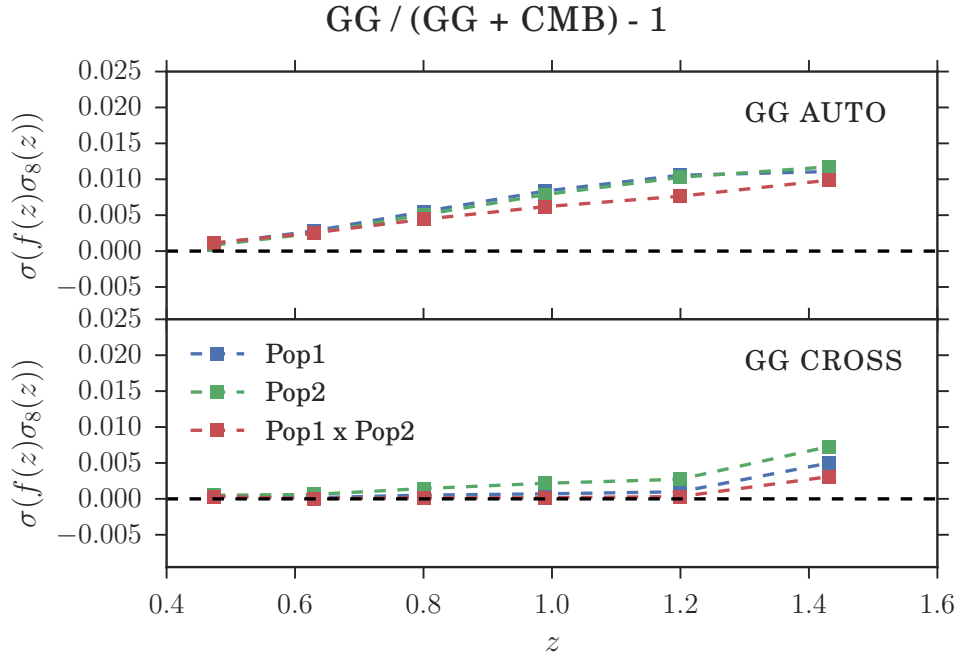 GG / (GG + CMB) - 1
0.025
0.020
0.015
0.010
0.005
0.000
−0.005
σ(f(z)σ₈(z))
GG AUTO
0.025
0.020
0.015
0.010
0.005
0.000
−0.005
σ(f(z)σ₈(z))
GG CROSS
Pop1
Pop2
Pop1 x Pop2
0.4 0.6 0.8 1.0 1.2 1.4 1.6
z